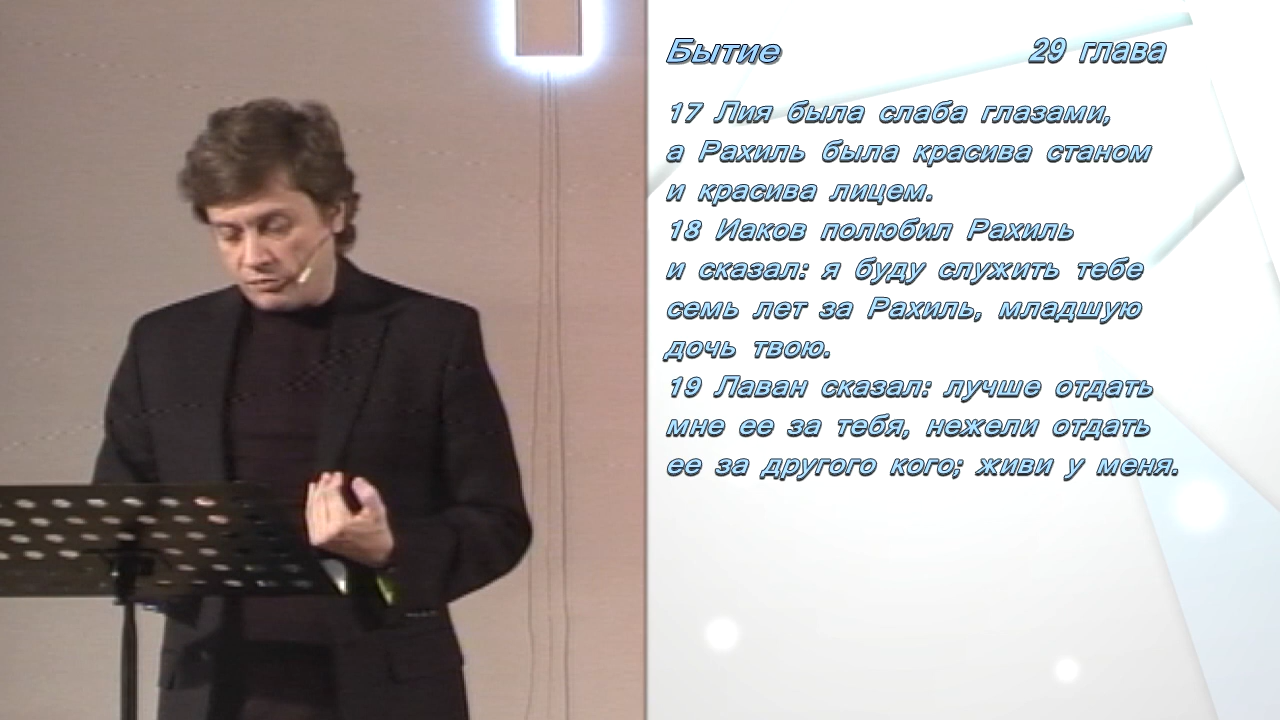 Бытие 29 глава
17 Лия была слаба глазами,
а Рахиль была красива станом
и красива лицем.
18 Иаков полюбил Рахиль
и сказал: я буду служить тебе
семь лет за Рахиль, младшую
дочь твою.
19 Лаван сказал: лучше отдать
мне ее за тебя, нежели отдать
ее за другого кого; живи у меня.